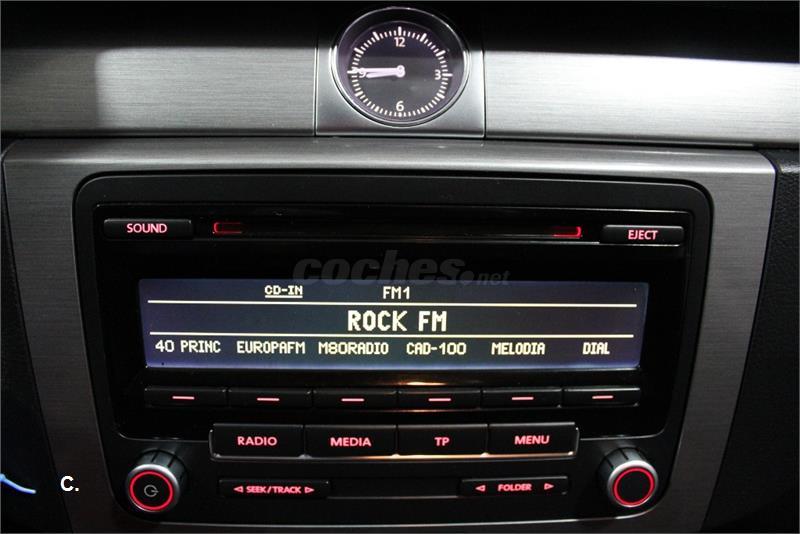 12
9 3
6
SOUND
EJECT
coches.net
CD-IN FM1
ROCK FM
40 PRINC EUROPAFM M80RADIO CAD-100 MELODIA DIAL
RADIO MEDIA TP MENU
SEEK/TRACK FOLDER
C.